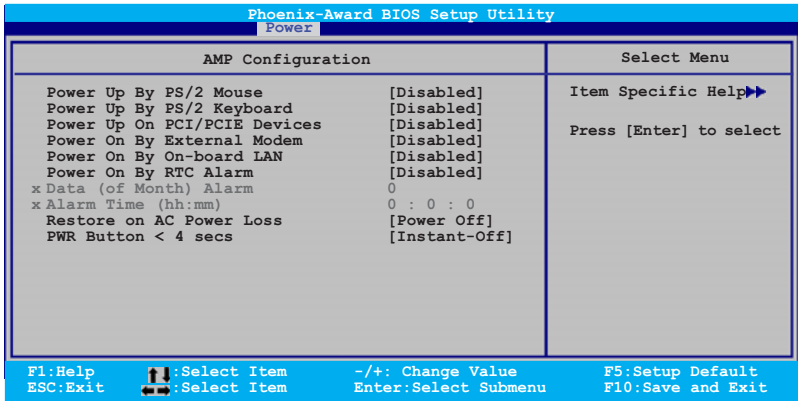 Phoenix-Award BIOS Setup Utility
Power
AMP Configuration
Select Menu
Power Up By PS/2 Mouse [Disabled]
Power Up By PS/2 Keyboard [Disabled]
Power Up On PCI/PCIE Devices [Disabled]
Power On By External Modem [Disabled]
Power On By On-board LAN [Disabled]
Power On By RTC Alarm [Disabled]
x Data (of Month) Alarm 0
x Alarm Time (hh:mm) 0 : 0 : 0
Restore on AC Power Loss [Power Off]
PWR Button < 4 secs [Instant-Off]
Item Specific Help
Press [Enter] to select
F1:Help :Select Item -/+: Change Value F5:Setup Default
ESC:Exit :Select Item Enter:Select Submenu F10:Save and Exit